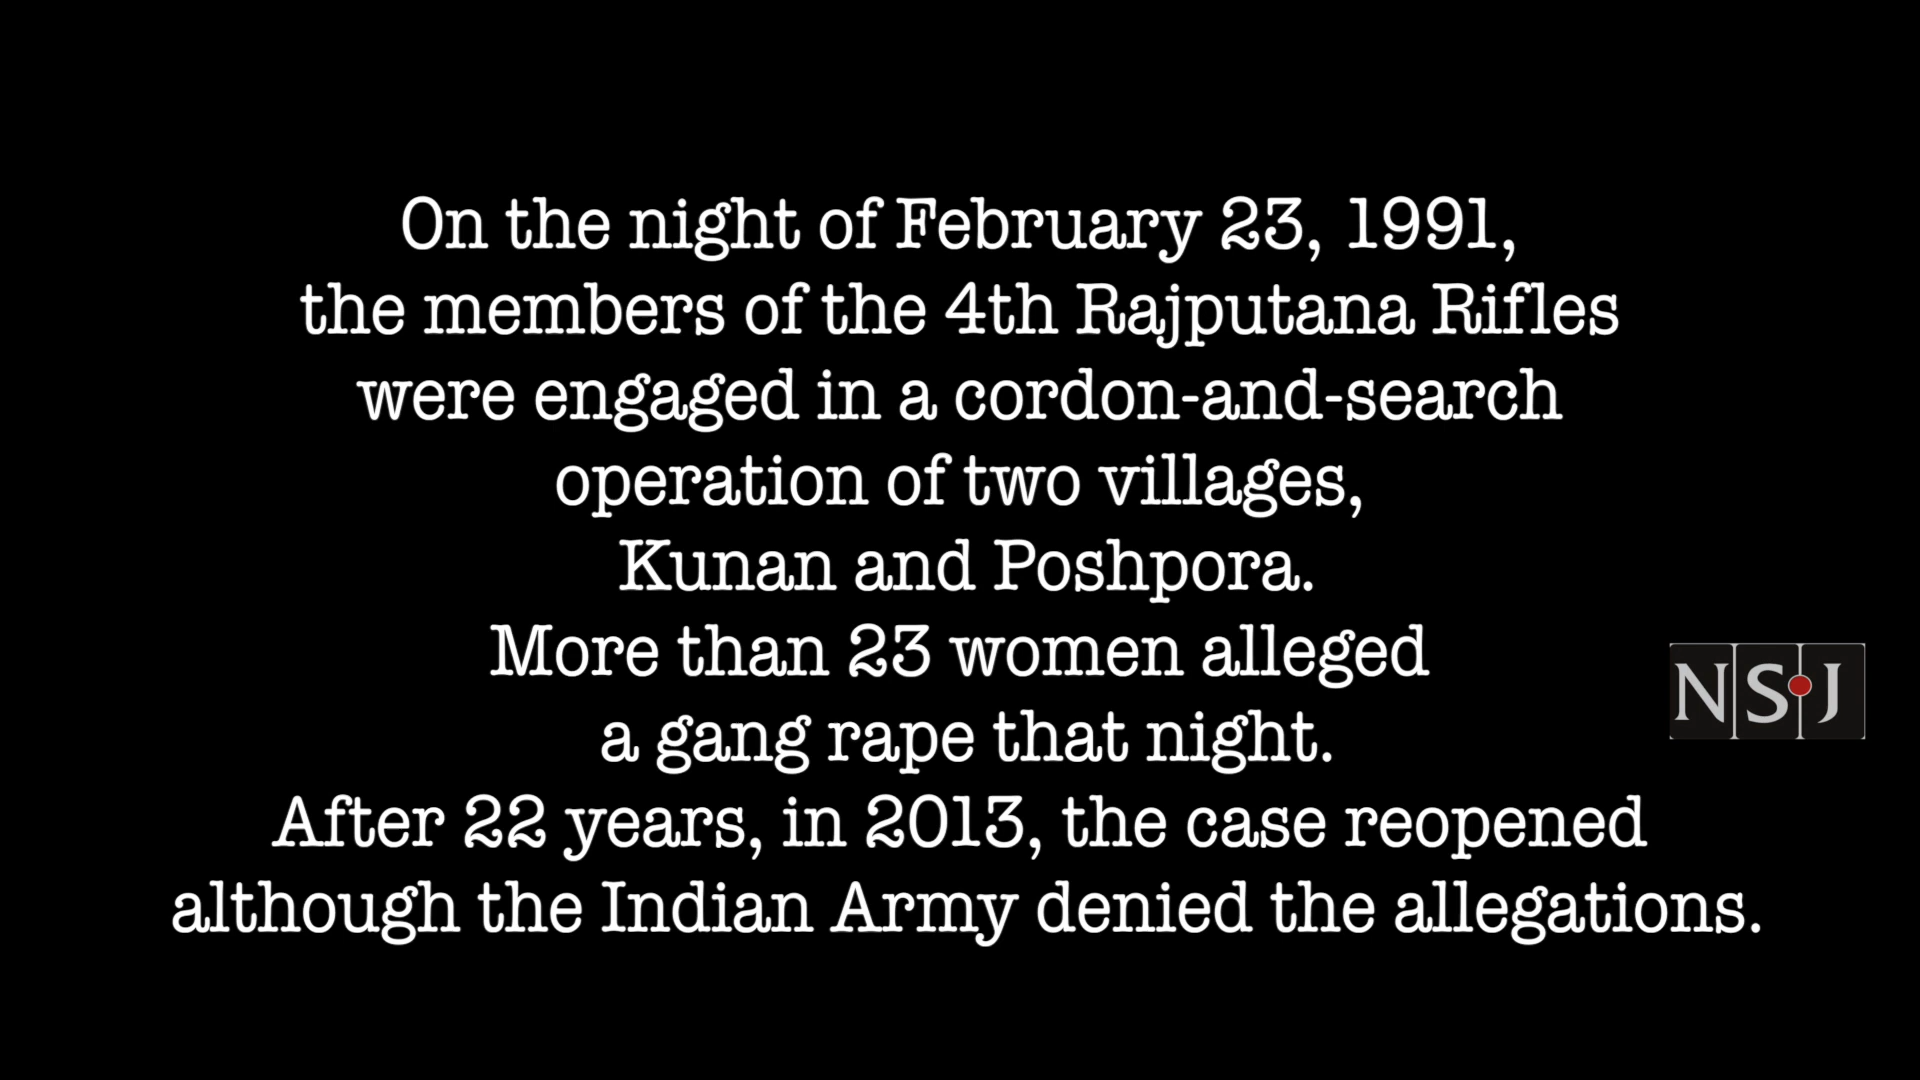 On the night of February 23, 1991,
the members of the 4th Rajputana Rifles
were engaged in a cordon-and-search
operation of two villages,
Kunan and Poshpora.
More than 23 women alleged
a gang rape that night.
After 22 years, in 2013, the case reopened
although the Indian Army denied the allegations.
NSJ